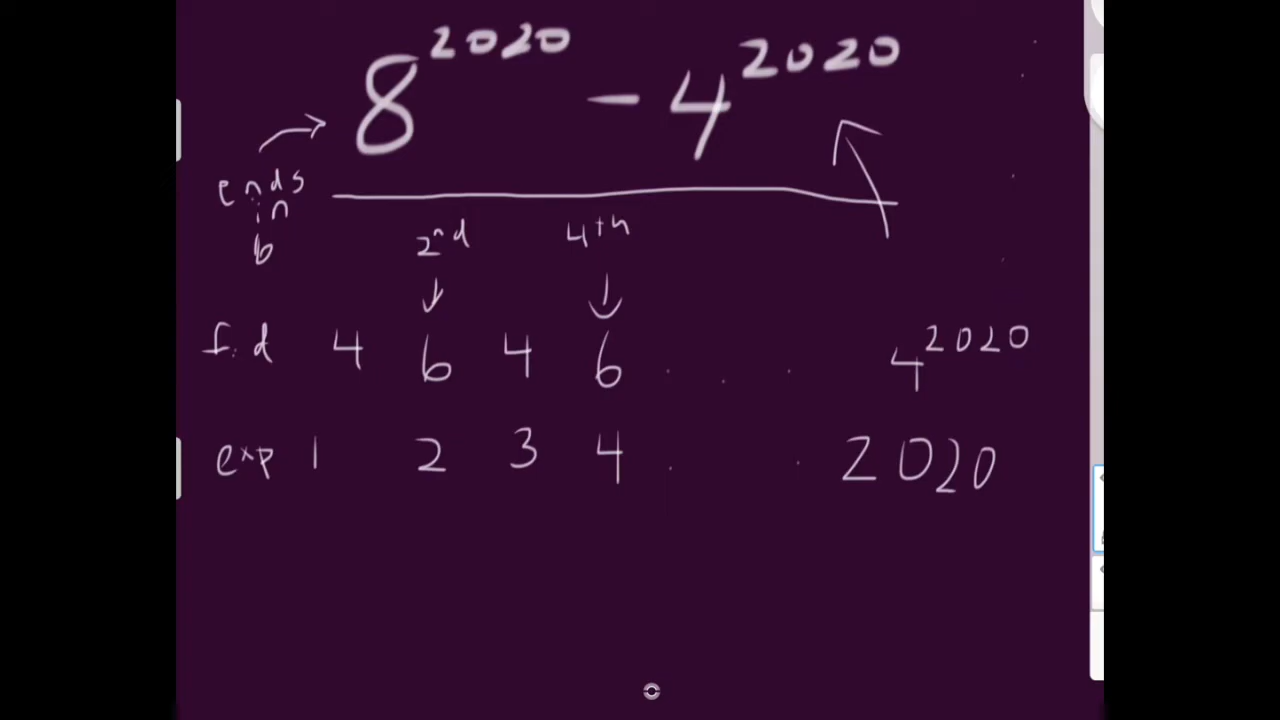 8^2020 - 4^2020
ends
in
6
2nd 4th
f.d 4 6 4 6 . . . 4^2020
exp 1 2 3 4 . . 2020